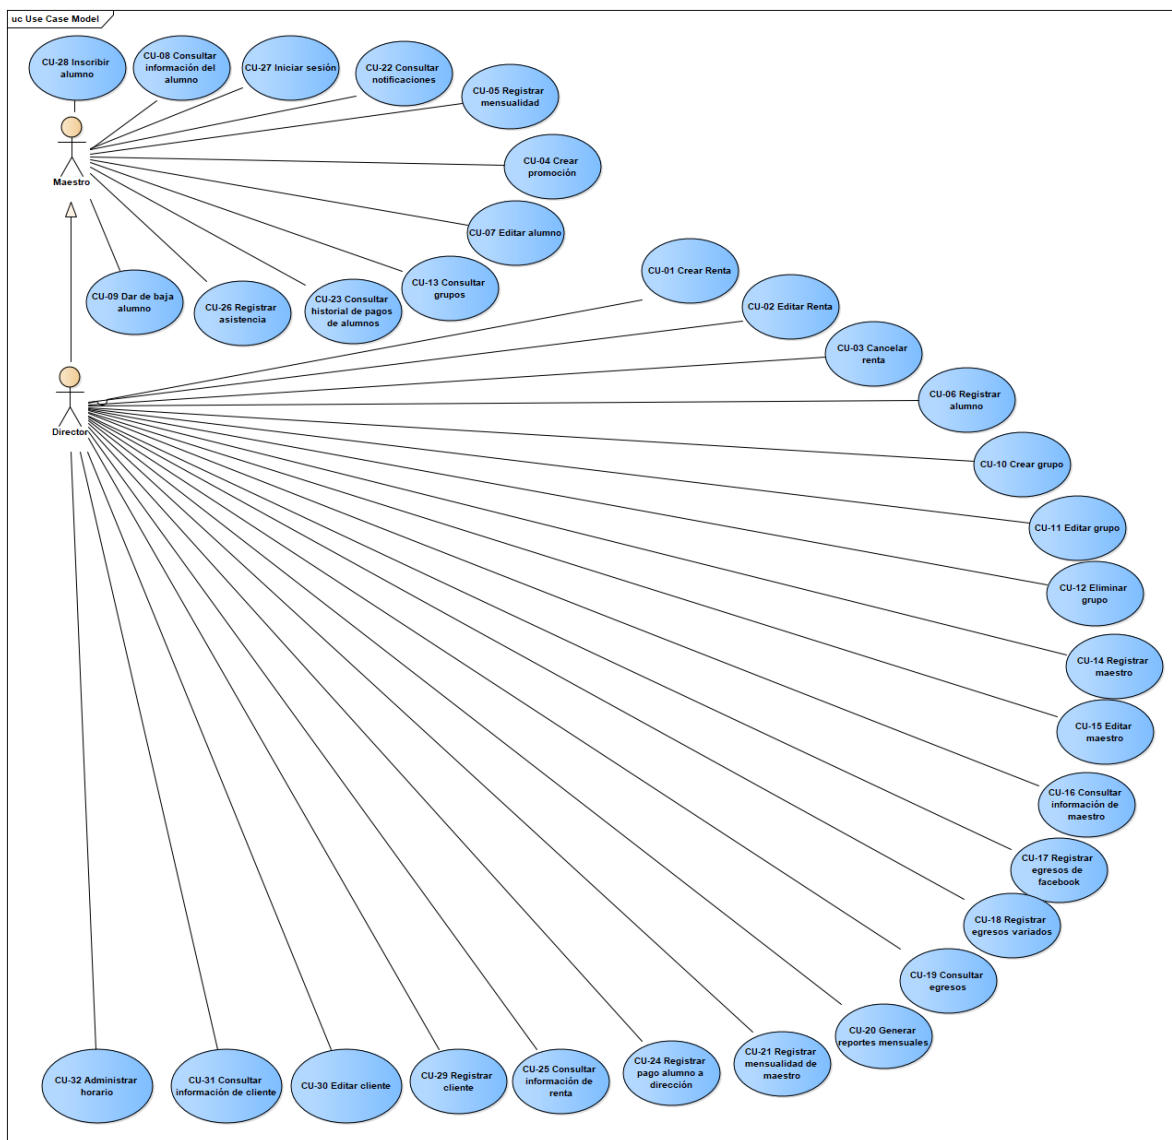 uc Use Case Model
CU-28 Inscribir
alumno
CU-08 Consultar
información del
alumno
CU-27 Iniciar sesión
CU-22 Consultar
notificaciones
CU-05 Registrar
mensualidad
CU-04 Crear
promoción
Maestro
CU-07 Editar alumno
CU-13 Consultar
grupos
CU-23 Consultar
historial de pagos
de alumnos
CU-26 Registrar
asistencia
CU-09 Dar de baja
alumno
CU-01 Crear Renta
CU-02 Editar Renta
CU-03 Cancelar
renta
CU-06 Registrar
alumno
Director
CU-10 Crear grupo
CU-11 Editar grupo
CU-12 Eliminar
grupo
CU-14 Registrar
maestro
CU-15 Editar
maestro
CU-16 Consultar
información de
maestro
CU-17 Registrar
egresos de
facebook
CU-18 Registrar
egresos variados
CU-19 Consultar
egresos
CU-20 Generar
reportes mensuales
CU-21 Registrar
mensualidad de
maestro
CU-24 Registrar
pago alumno a
dirección
CU-25 Consultar
información de
renta
CU-29 Registrar
cliente
CU-30 Editar cliente
CU-31 Consultar
información de cliente
CU-32 Administrar
horario